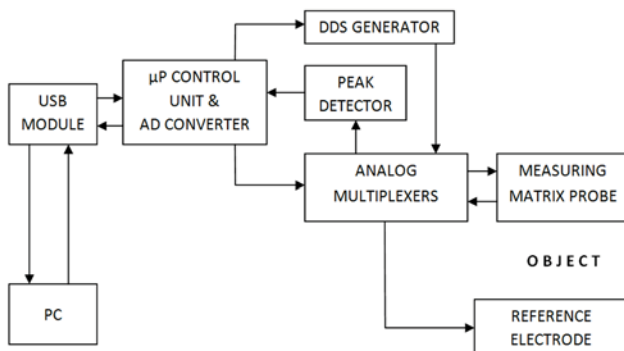 DDS GENERATOR
µP CONTROL
UNIT &
AD CONVERTER
PEAK
DETECTOR
USB
MODULE
ANALOG
MULTIPLEXERS
MEASURING
MATRIX PROBE
OBJECT
PC
REFERENCE
ELECTRODE